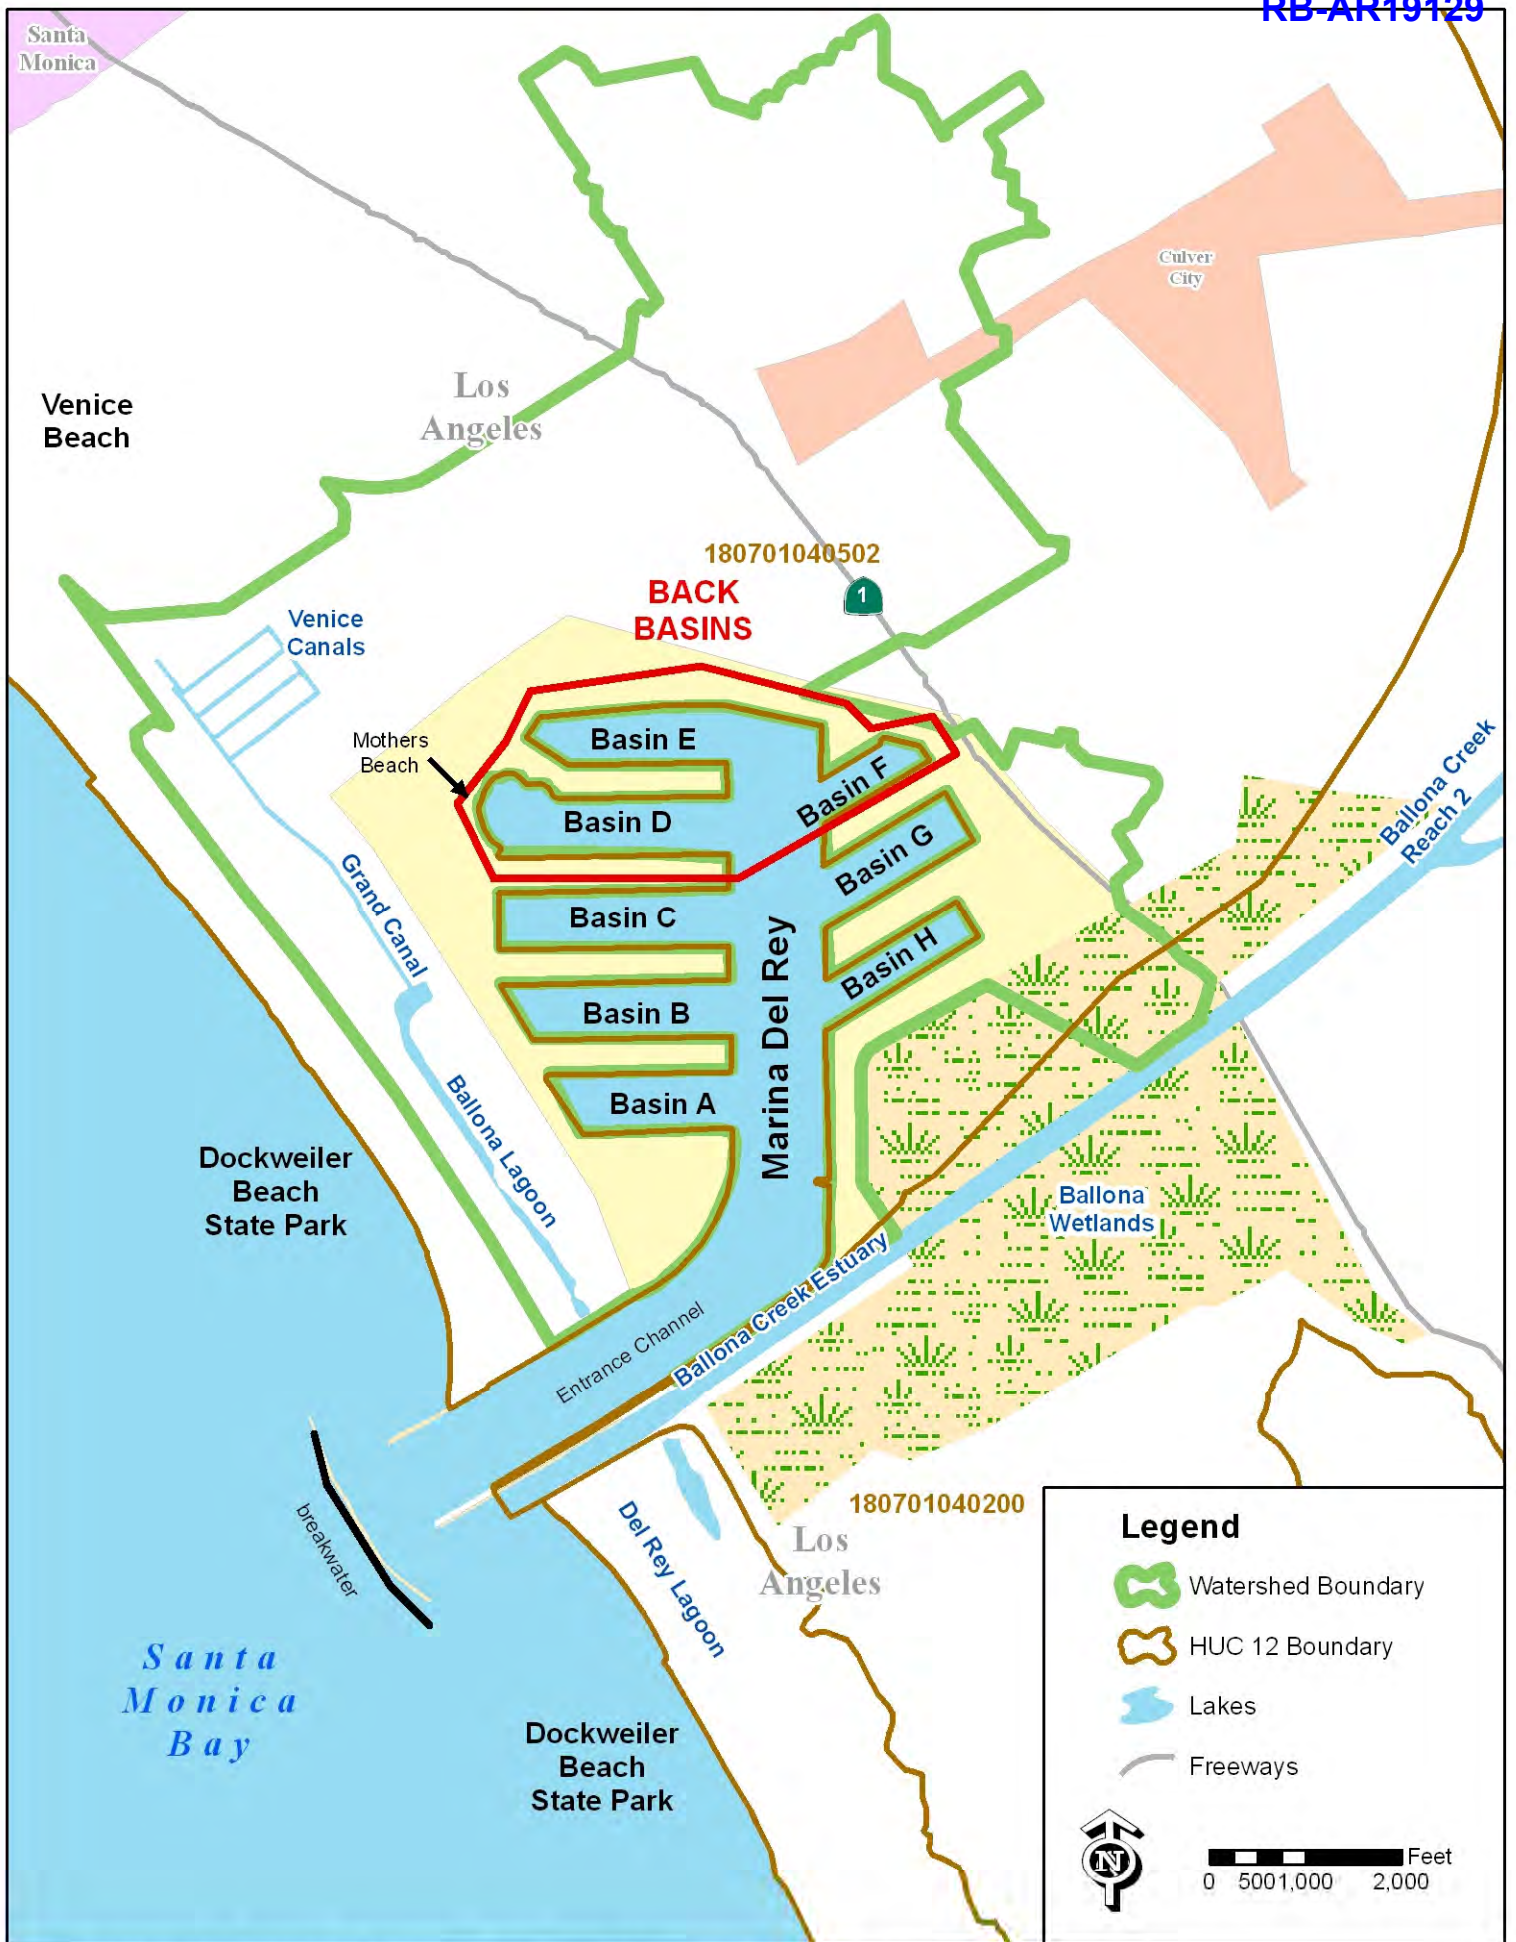 RB-AR19129
Santa
Monica
Culver
City
Los
Angeles
Venice
Beach
180701040502
1
BACK
BASINS
Venice
Canals
Mothers
Beach
Basin E
Basin F
Basin D
Basin G
Basin C
Basin H
Basin B
Basin A
Marina Del Rey
Grand Canal
Ballona Lagoon
Ballona Creek
Reach 2
Ballona
Wetlands
Dockweiler
Beach
State Park
Entrance Channel
Ballona Creek Estuary
breakwater
Del Rey Lagoon
180701040200
Los
Angeles
Santa
Monica
Bay
Dockweiler
Beach
State Park
Legend
Watershed Boundary
HUC 12 Boundary
Lakes
Freeways
N
Feet
0 500 1,000 2,000